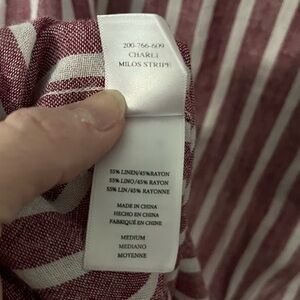 200-766-609
CHARLI
MILOS STRIPE
55% LINEN/45% RAYON
55% LINO/45% RAYON
55% LIN/45% RAYON
MADE IN CHINA
HECHO EN CHINA
FABRIQUÉ EN CHINE
MEDIUM
MEDIANO
MOYENNE